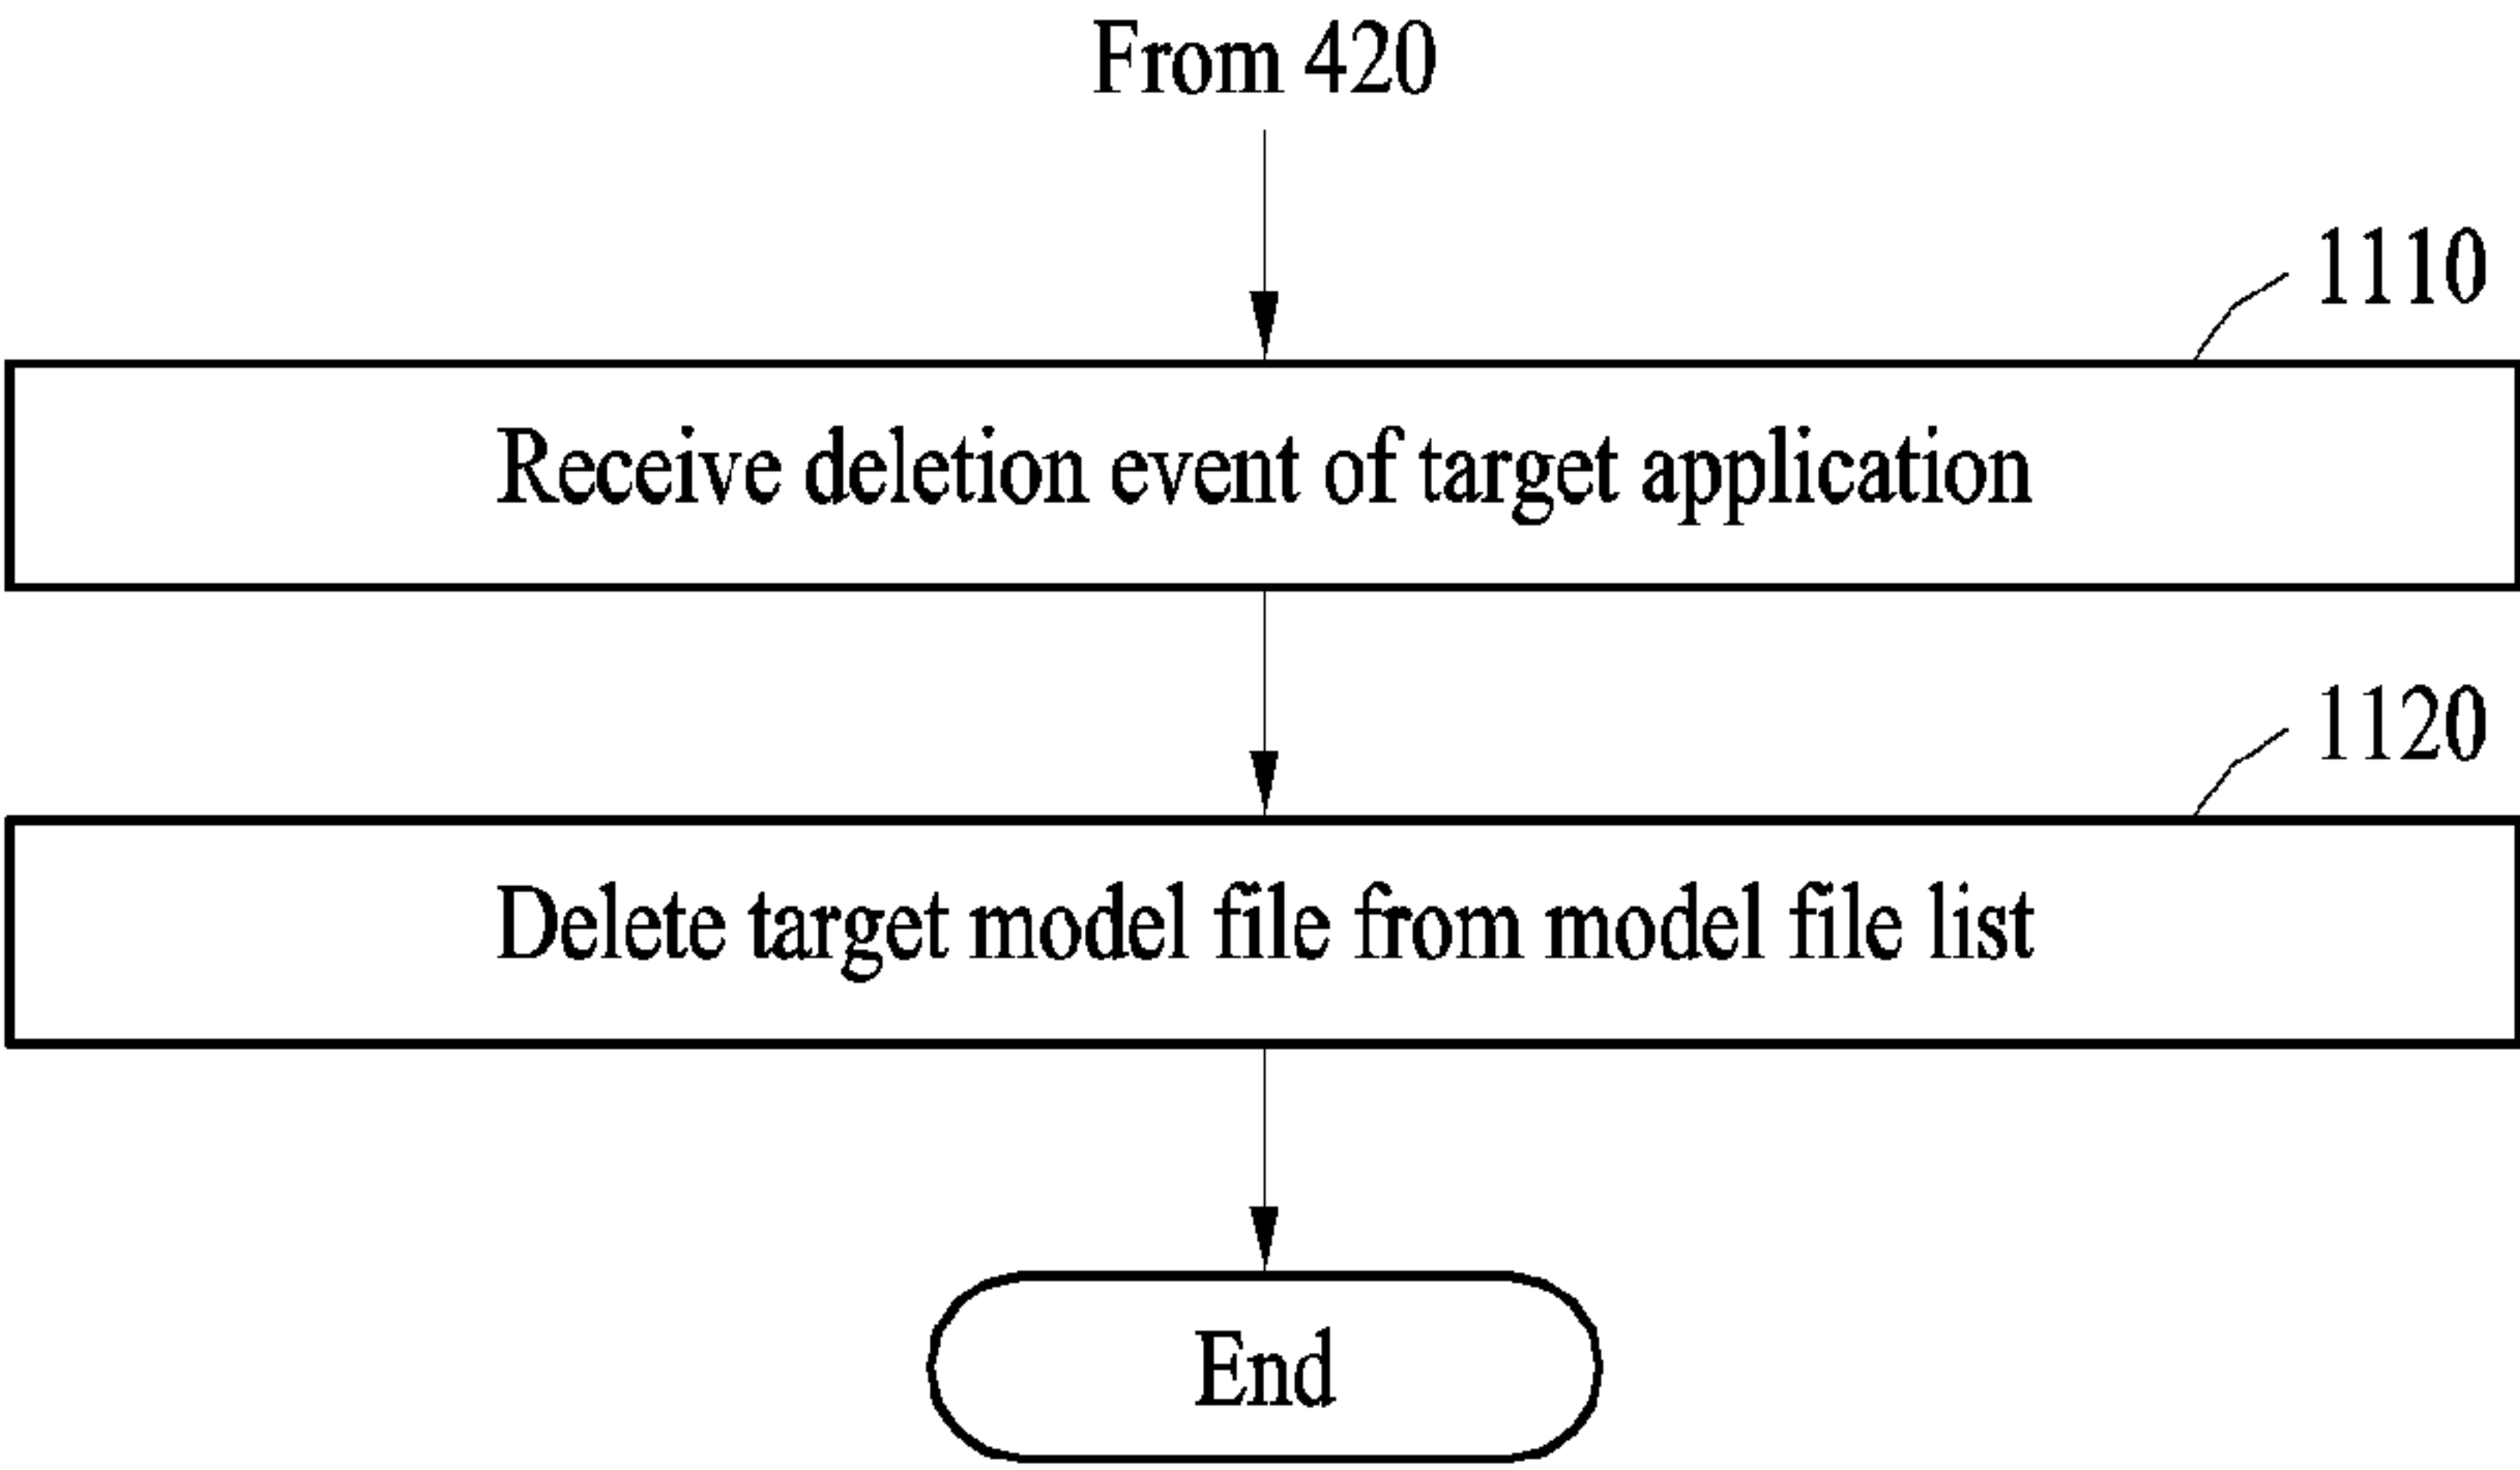 From 420
1110
Receive deletion event of target application
1120
Delete target model file from model file list
End